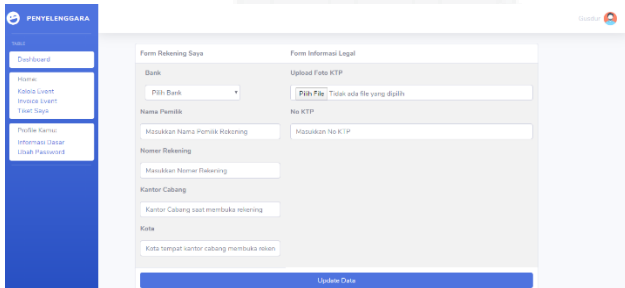 PENYELENGGARA
Dashboard
Home:
Kelola Event
Invoice Event
Tiket Saya
Profile Kamu:
Informasi Dasar
Ubah Password
Form Rekening Saya
Form Informasi Legal
Bank
Pilih Bank
Nama Pemilik
Masukkan Nama Pemilik Rekening
Nomer Rekening
Masukkan Nomer Rekening
Kantor Cabang
Kantor Cabang saat membuka rekening
Kota
Kota tempat kantor cabang membuka reken
Upload Foto KTP
Pilih File Tidak ada file yang dipilih
No KTP
Masukkan No KTP
Update Data